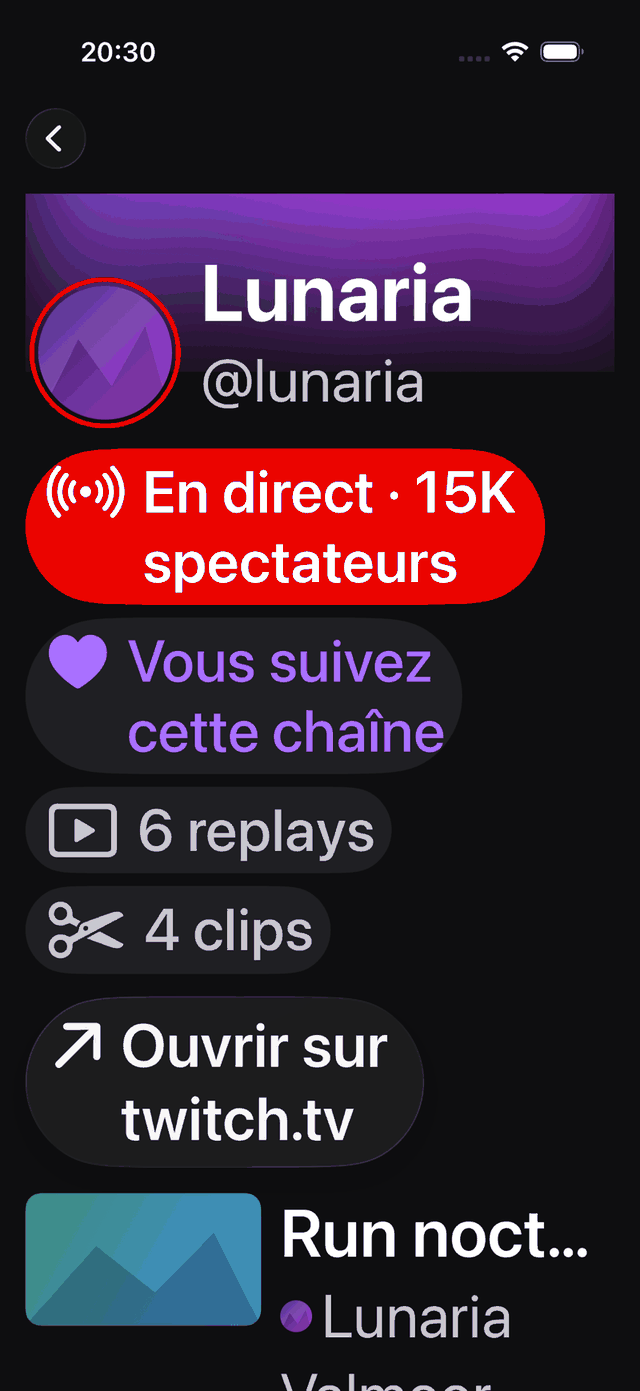 20:30
Lunaria
@lunaria
En direct · 15K
spectateurs
Vous suivez
cette chaîne
6 replays
4 clips
Ouvrir sur
twitch.tv
Run noct...
Lunaria